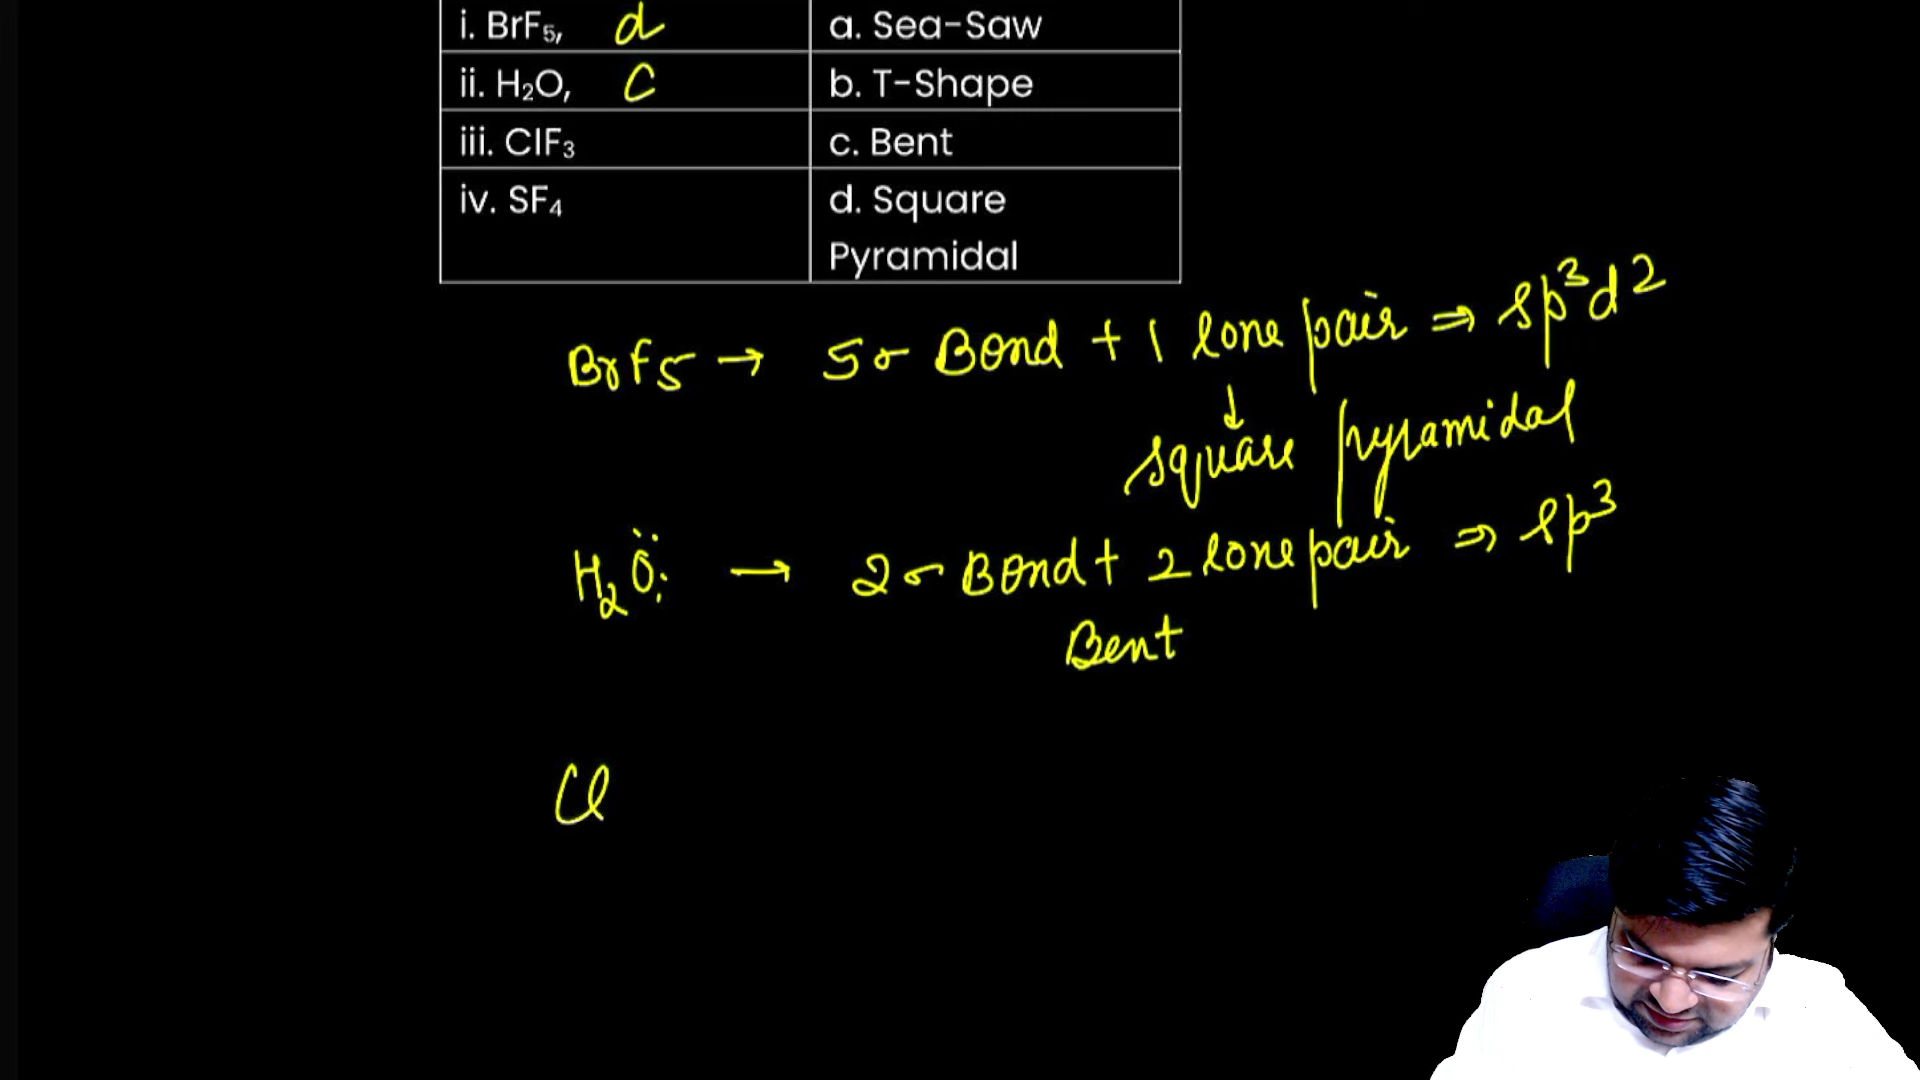 i. BrF₅, d a. Sea-Saw
ii. H₂O, C b. T-Shape
iii. ClF₃ c. Bent
iv. SF₄ d. Square
Pyramidal
BrF5 → 5σ Bond + 1 lone pair ⇒ sp³d²
↓
square pyramidal
H₂Ö: → 2σ Bond + 2 lone pair ⇒ sp³
Bent
Cl